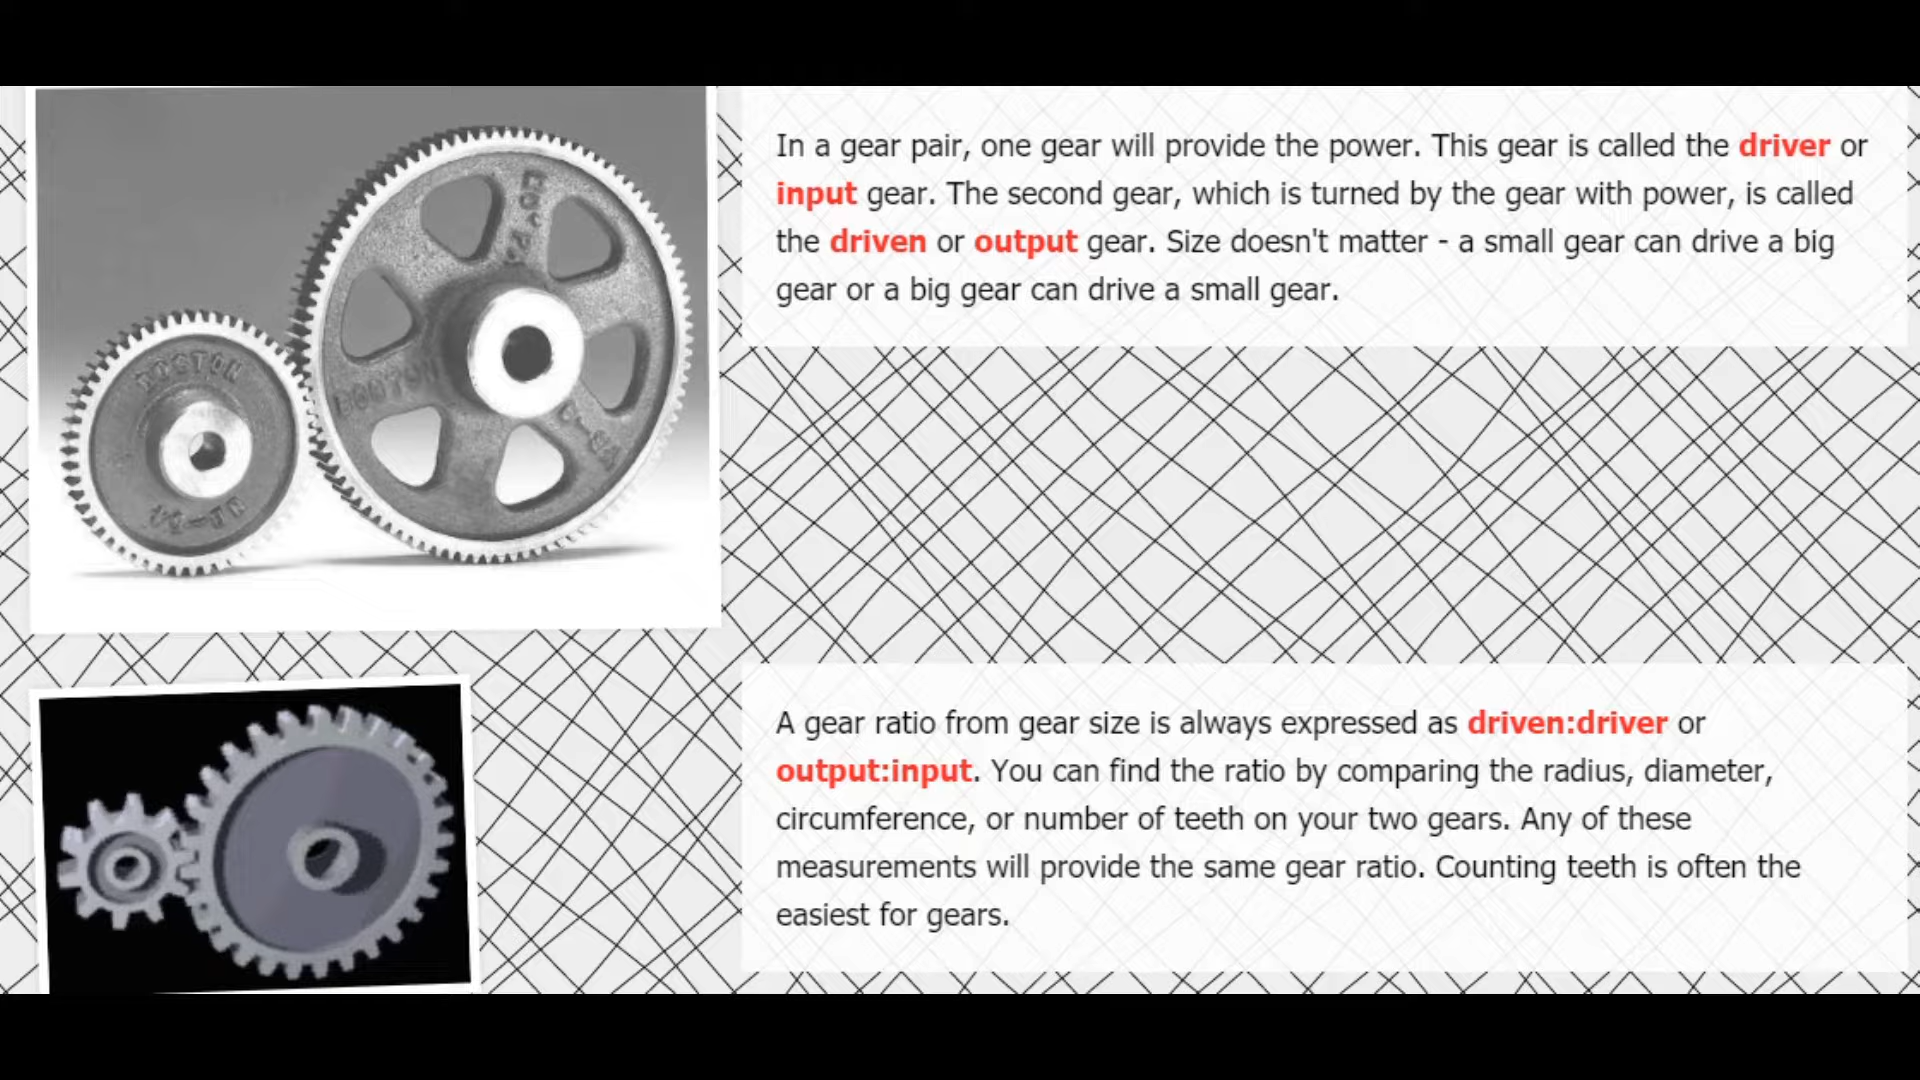 In a gear pair, one gear will provide the power. This gear is called the driver or
input gear. The second gear, which is turned by the gear with power, is called
the driven or output gear. Size doesn't matter - a small gear can drive a big
gear or a big gear can drive a small gear.
BOSTON
BOSTON
A gear ratio from gear size is always expressed as driven:driver or
output:input. You can find the ratio by comparing the radius, diameter,
circumference, or number of teeth on your two gears. Any of these
measurements will provide the same gear ratio. Counting teeth is often the
easiest for gears.